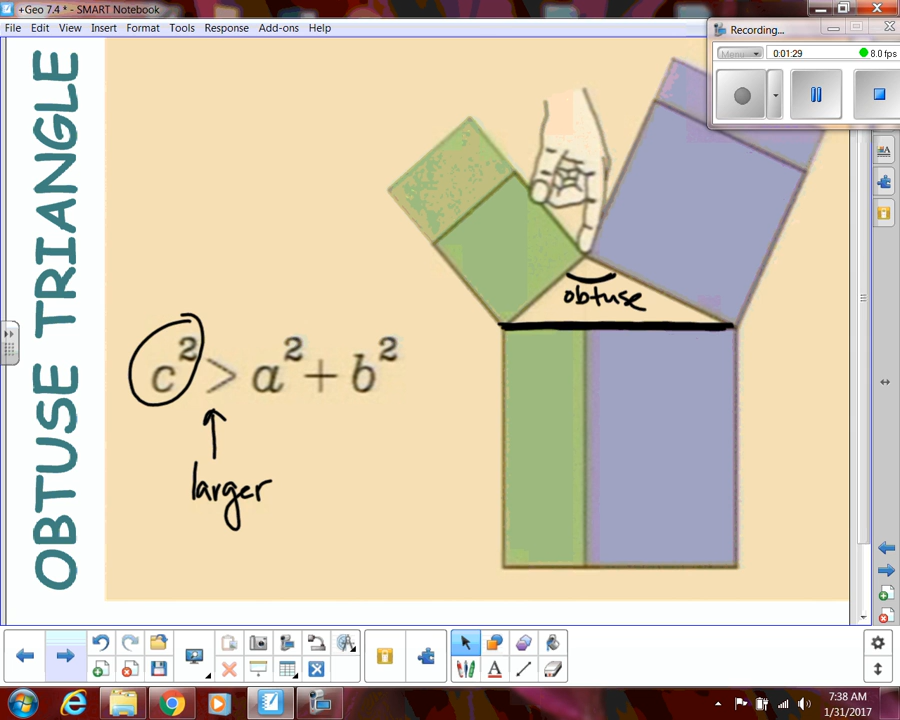 +Geo 7.4 * - SMART Notebook
File Edit View Insert Format Tools Response Add-ons Help
Recording...
Menu
0:01:29
8.0 fps
OBTUSE TRIANGLE
obtuse
c² > a² + b²
larger
7:38 AM
1/31/2017